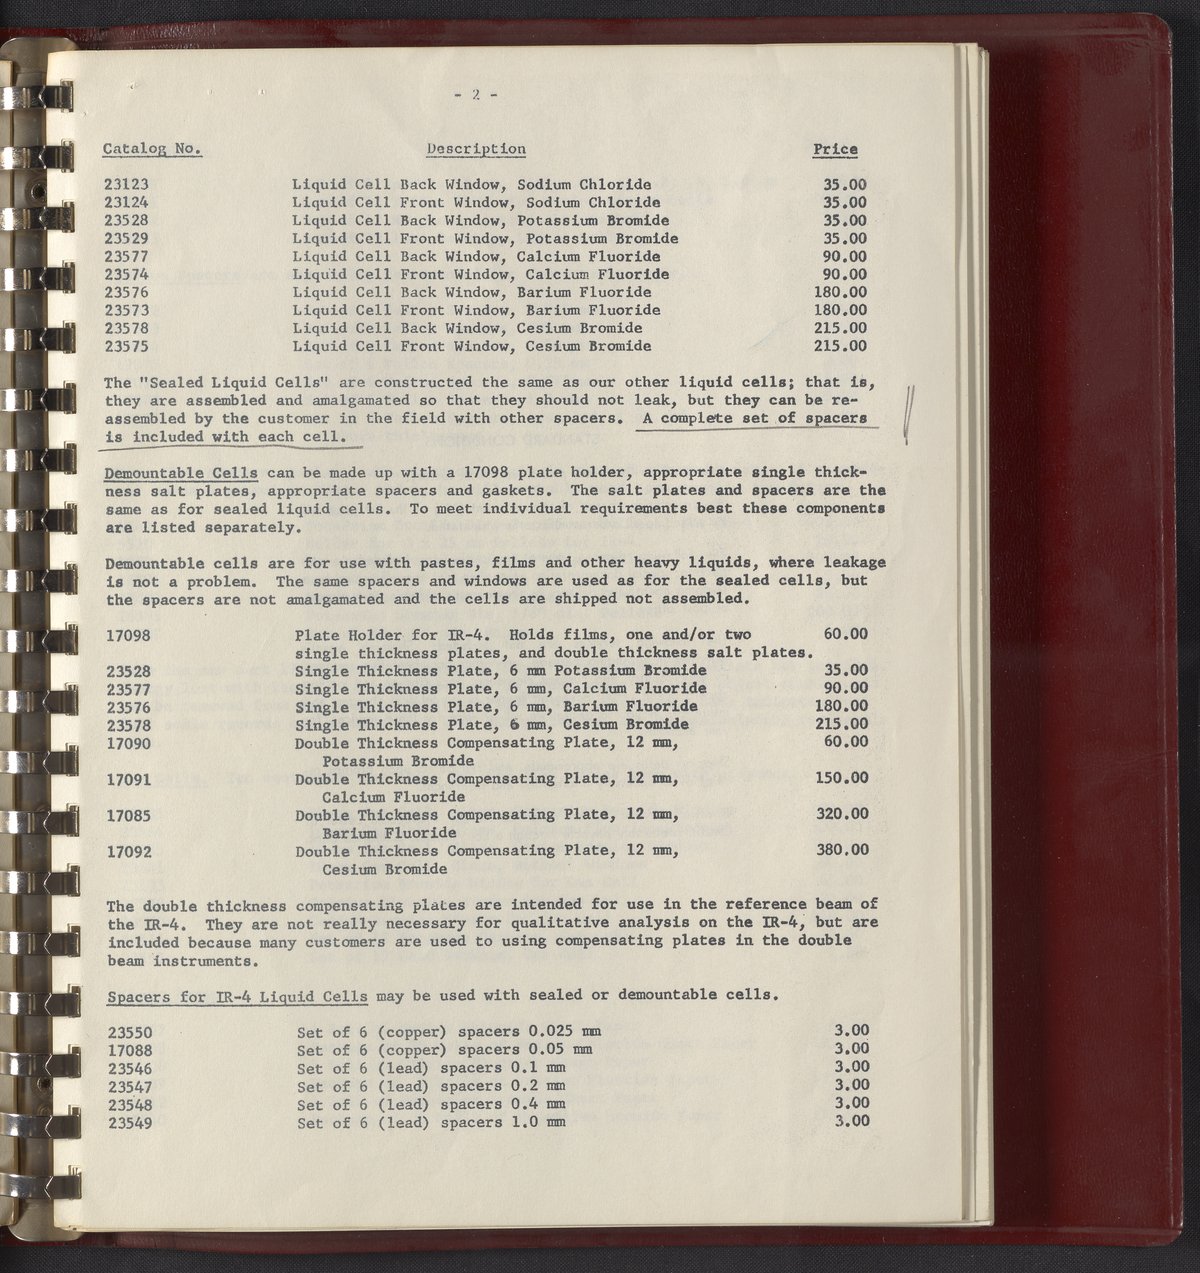 - 2 -
Catalog No. Description Price
23123 Liquid Cell Back Window, Sodium Chloride 35.00
23124 Liquid Cell Front Window, Sodium Chloride 35.00
23528 Liquid Cell Back Window, Potassium Bromide 35.00
23529 Liquid Cell Front Window, Potassium Bromide 35.00
23577 Liquid Cell Back Window, Calcium Fluoride 90.00
23574 Liquid Cell Front Window, Calcium Fluoride 90.00
23576 Liquid Cell Back Window, Barium Fluoride 180.00
23573 Liquid Cell Front Window, Barium Fluoride 180.00
23578 Liquid Cell Back Window, Cesium Bromide 215.00
23575 Liquid Cell Front Window, Cesium Bromide 215.00
The "Sealed Liquid Cells" are constructed the same as our other liquid cells; that is,
they are assembled and amalgamated so that they should not leak, but they can be re-
assembled by the customer in the field with other spacers. A complete set of spacers
is included with each cell.
Demountable Cells can be made up with a 17098 plate holder, appropriate single thick-
ness salt plates, appropriate spacers and gaskets. The salt plates and spacers are the
same as for sealed liquid cells. To meet individual requirements best these components
are listed separately.
Demountable cells are for use with pastes, films and other heavy liquids, where leakage
is not a problem. The same spacers and windows are used as for the sealed cells, but
the spacers are not amalgamated and the cells are shipped not assembled.
17098 Plate Holder for IR-4. Holds films, one and/or two 60.00
single thickness plates, and double thickness salt plates.
23528 Single Thickness Plate, 6 mm Potassium Bromide 35.00
23577 Single Thickness Plate, 6 mm, Calcium Fluoride 90.00
23576 Single Thickness Plate, 6 mm, Barium Fluoride 180.00
23578 Single Thickness Plate, 6 mm, Cesium Bromide 215.00
17090 Double Thickness Compensating Plate, 12 mm, 60.00
Potassium Bromide
17091 Double Thickness Compensating Plate, 12 mm, 150.00
Calcium Fluoride
17085 Double Thickness Compensating Plate, 12 mm, 320.00
Barium Fluoride
17092 Double Thickness Compensating Plate, 12 mm, 380.00
Cesium Bromide
The double thickness compensating plates are intended for use in the reference beam of
the IR-4. They are not really necessary for qualitative analysis on the IR-4, but are
included because many customers are used to using compensating plates in the double
beam instruments.
Spacers for IR-4 Liquid Cells may be used with sealed or demountable cells.
23550 Set of 6 (copper) spacers 0.025 mm 3.00
17088 Set of 6 (copper) spacers 0.05 mm 3.00
23546 Set of 6 (lead) spacers 0.1 mm 3.00
23547 Set of 6 (lead) spacers 0.2 mm 3.00
23548 Set of 6 (lead) spacers 0.4 mm 3.00
23549 Set of 6 (lead) spacers 1.0 mm 3.00